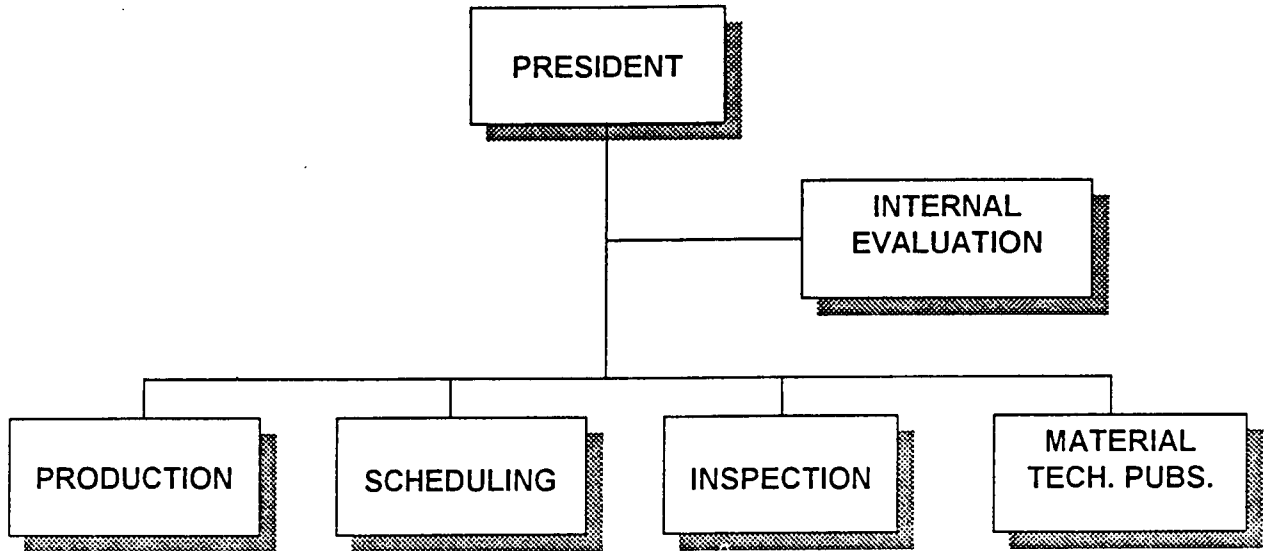 PRESIDENT
INTERNAL
EVALUATION
PRODUCTION
SCHEDULING
INSPECTION
MATERIAL
TECH. PUBS.